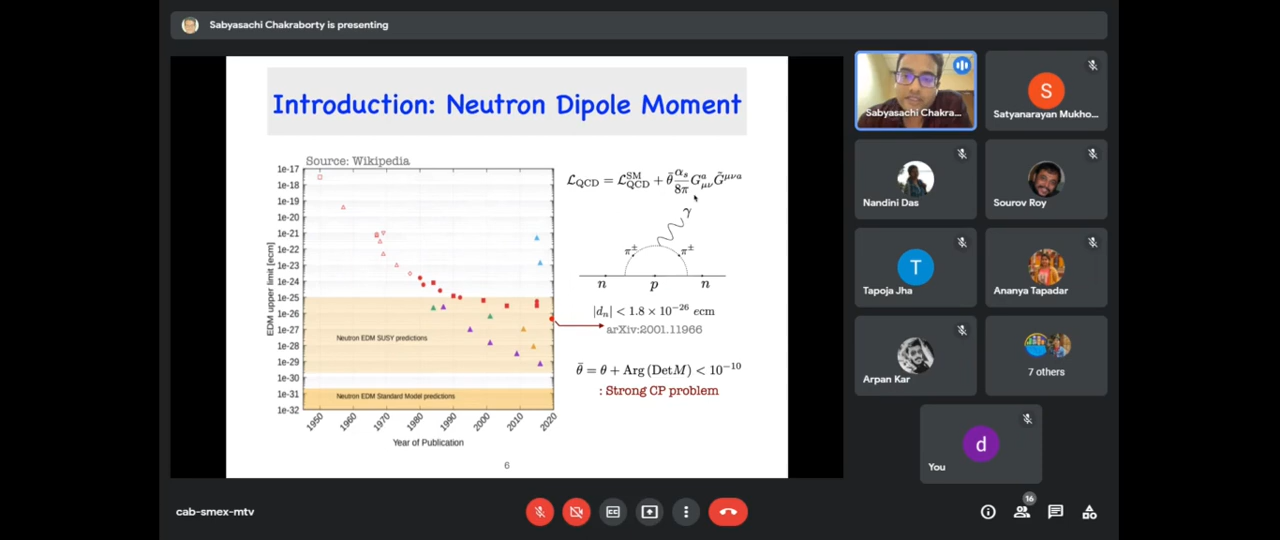 Sabyasachi Chakraborty is presenting
Introduction: Neutron Dipole Moment
Source: Wikipedia
1e-17
1e-18
1e-19
1e-20
1e-21
1e-22
1e-23
1e-24
1e-25
1e-26
1e-27
1e-28
1e-29
1e-30
1e-31
1e-32
EDM upper limit [ecm]
Neutron EDM SUSY predictions
Neutron EDM Standard Model predictions
1950
1960
1970
1980
1990
2000
2010
2020
Year of Publication
ℒ_QCD = ℒ^SM_QCD + θ̄ α_s/8π G^a_μν G̃^μνa
γ
π± π±
n p n
|d_n| < 1.8 × 10^−26 ecm
arXiv:2001.11966
θ̄ = θ + Arg (DetM) < 10^−10
: Strong CP problem
6
Sabyasachi Chakra...
S
Satyanarayan Mukho...
Nandini Das
Sourov Roy
T
Tapoja Jha
Ananya Tapadar
Arpan Kar
7 others
d
You
cab-smex-mtv
CC
16